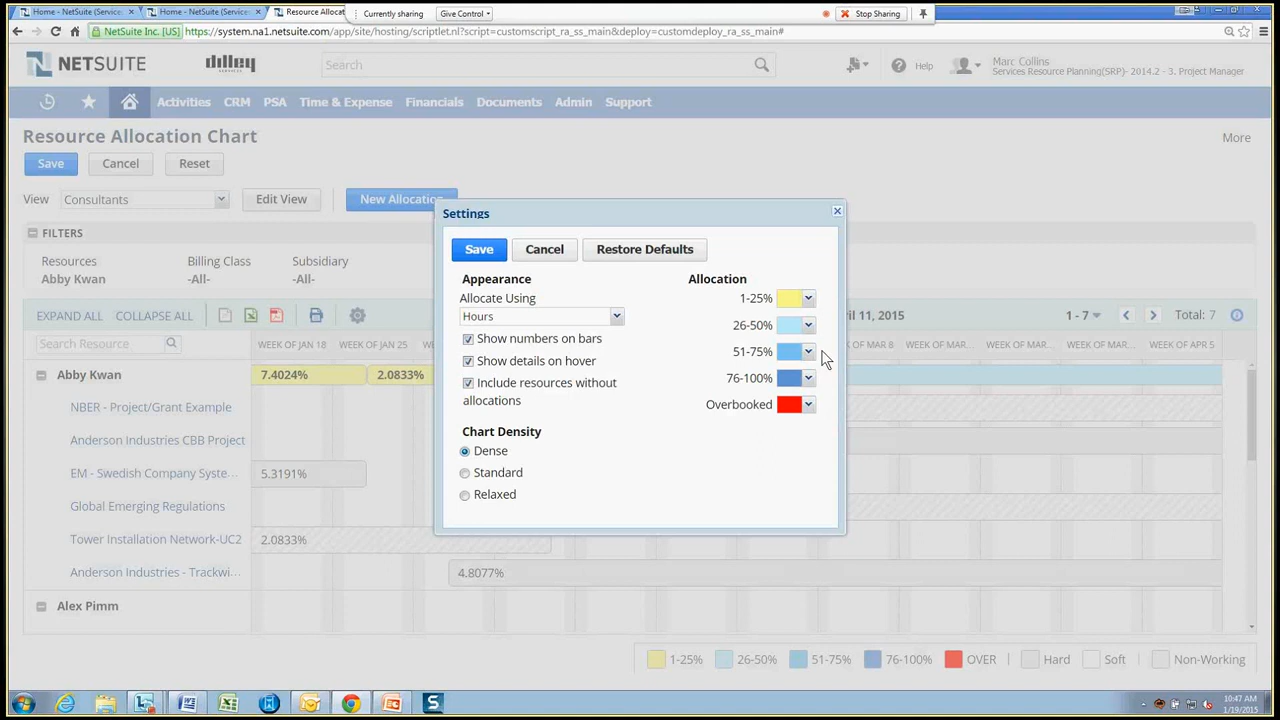 Home - NetSuite (Service
Home - NetSuite (Service
Resource Allocat
Currently sharing
Give Control
Stop Sharing
NetSuite Inc. [US]
https://system.na1.netsuite.com/app/site/hosting/scriptlet.nl?script=customscript_ra_ss_main&deploy=customdeploy_ra_ss_main#
NETSUITE
dilley
SERVICES
Search
Help
Marc Collins
Services Resource Planning(SRP)- 2014.2 - 3. Project Manager
Activities CRM PSA Time & Expense Financials Documents Admin Support
Resource Allocation Chart
More
Save Cancel Reset
View Consultants Edit View New Allocation
FILTERS
Resources Billing Class Subsidiary
Abby Kwan -All- -All-
EXPAND ALL COLLAPSE ALL
il 11, 2015
1 - 7
Total: 7
Search Resource
WEEK OF JAN 18 WEEK OF JAN 25 WE
WEEK OF MAR 8 WEEK OF MAR... WEEK OF MAR... WEEK OF MAR... WEEK OF APR 5
Abby Kwan 7.4024% 2.0833%
NBER - Project/Grant Example
Anderson Industries CBB Project
EM - Swedish Company Syste... 5.3191%
Global Emerging Regulations
Tower Installation Network-UC2 2.0833%
Anderson Industries - Trackwi... 4.8077%
Alex Pimm
Settings
Save Cancel Restore Defaults
Appearance
Allocate Using
Hours
Show numbers on bars
Show details on hover
Include resources without
allocations
Chart Density
Dense
Standard
Relaxed
Allocation
1-25%
26-50%
51-75%
76-100%
Overbooked
1-25% 26-50% 51-75% 76-100% OVER Hard Soft Non-Working
10:47 AM
1/19/2015